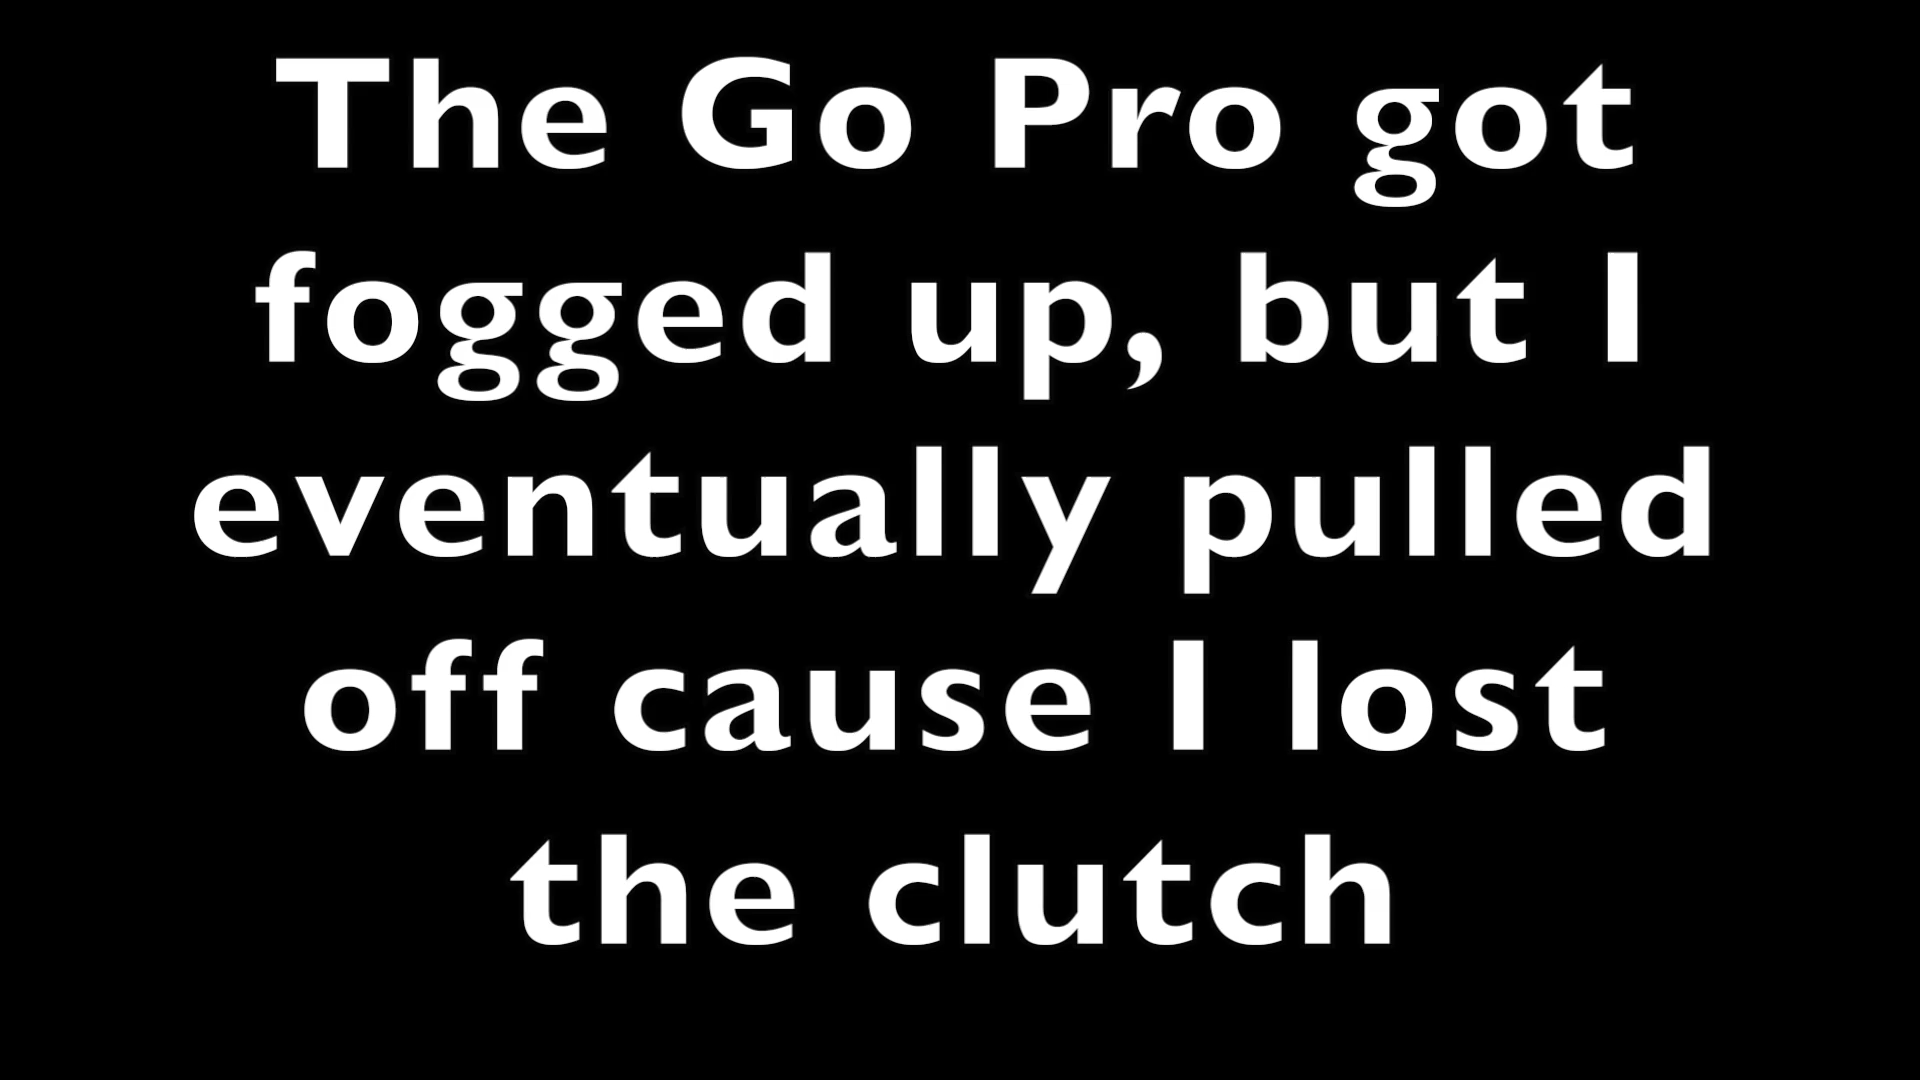 The Go Pro got
fogged up, but I
eventually pulled
off cause I lost
the clutch